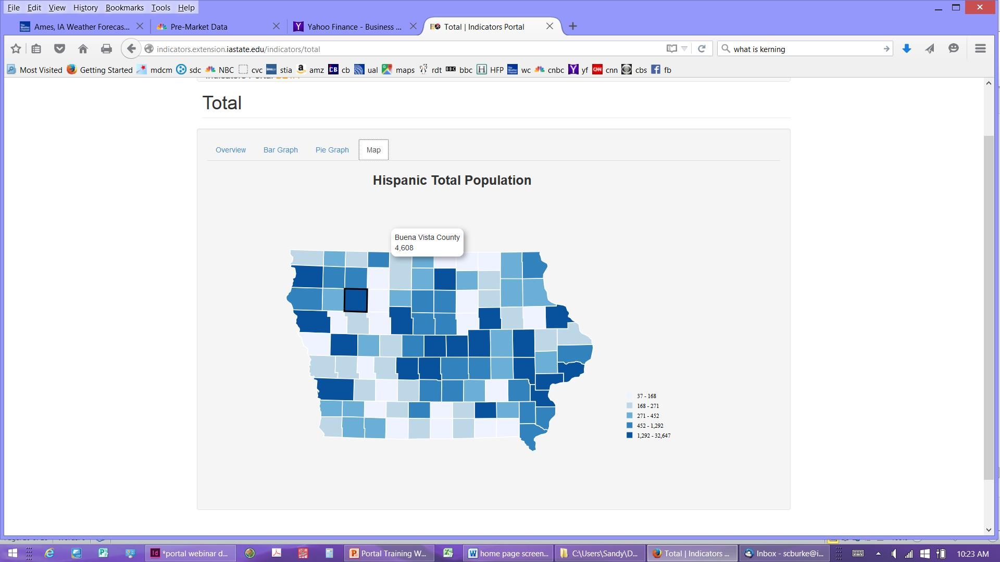 File Edit View History Bookmarks Tools Help
Ames, IA Weather Forecas...
Pre-Market Data
Yahoo Finance - Business ...
Total | Indicators Portal
indicators.extension.iastate.edu/indicators/total
what is kerning
Most Visited Getting Started mdcm sdc NBC cvc stia amz cb ual maps rdt bbc HFP wc cnbc yf cnn cbs fb
Total
Overview Bar Graph Pie Graph Map
Hispanic Total Population
Buena Vista County
4,608
37 - 168
168 - 271
271 - 452
452 - 1,292
1,292 - 32,647
*portal webinar d...
Portal Training W...
home page screen...
C:\Users\Sandy\D...
Total | Indicators ...
Inbox - scburke@i...
10:23 AM